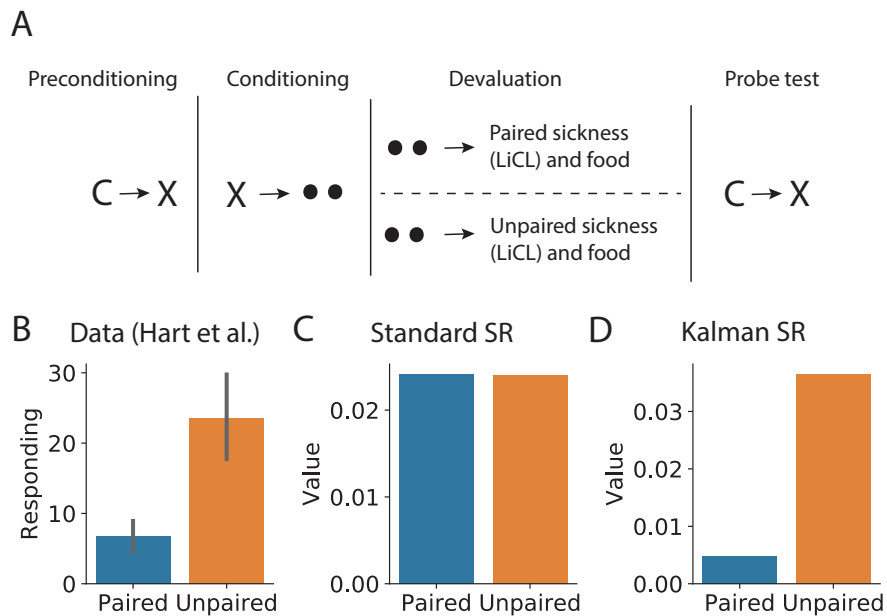 A
Preconditioning
Conditioning
Devaluation
Probe test
C → X
X →
→ Paired sickness
(LiCL) and food
→ Unpaired sickness
(LiCL) and food
C → X
B Data (Hart et al.)
30
20
10
0
Responding
Paired Unpaired
C Standard SR
0.02
0.01
0.00
Value
Paired Unpaired
D Kalman SR
0.03
0.02
0.01
0.00
Value
Paired Unpaired